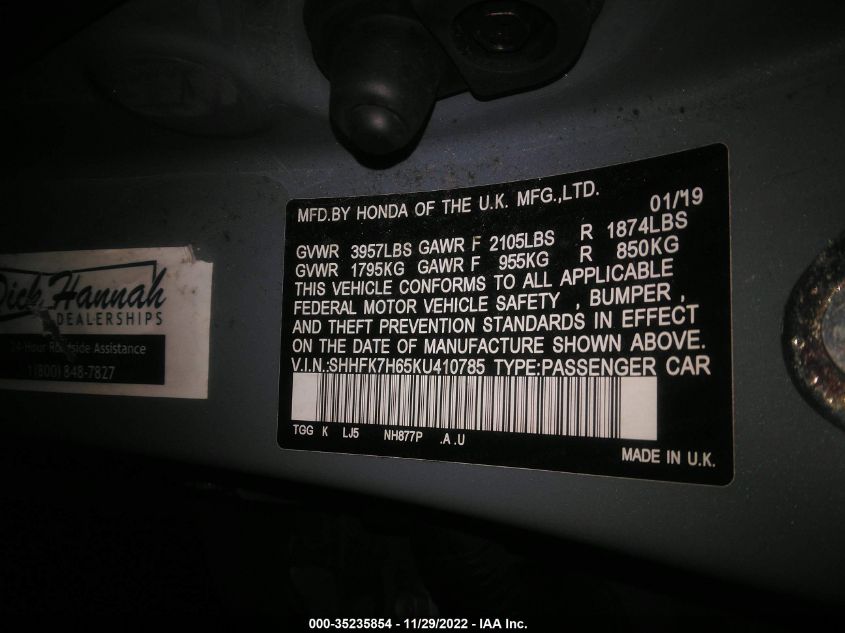 MFD.BY HONDA OF THE U.K. MFG.,LTD. 01/'19
GVWR 3957LBS GAWR F 2105LBS R 1874LBS
GVWR 1795KG GAWR F 955KG R 850KG
THIS VEHICLE CONFORMS TO ALL APPLICABLE
FEDERAL MOTOR VEHICLE SAFETY , BUMPER ,
AND THEFT PREVENTION STANDARDS IN EFFECT
ON THE DATE OF MANUFACTURE SHOWN ABOVE.
V.I.N.:SHHFK7H65KU410785 TYPE:PASSENGER CAR
TGG K LJ5 NH877P .A .U
MADE IN U.K.
Dick Hannah
DEALERSHIPS
24-Hour Roadside Assistance
1(800) 848-7827
000-35235854 - 11/29/2022 - IAA Inc.